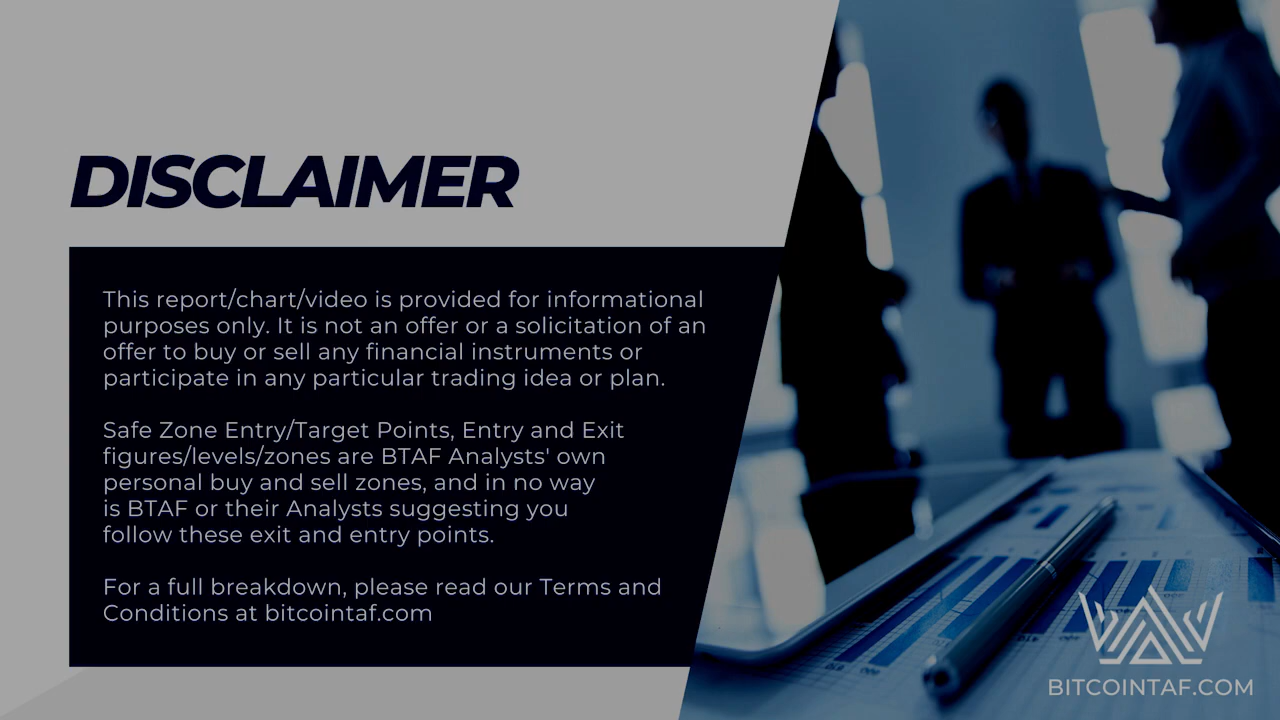 DISCLAIMER
This report/chart/video is provided for informational
purposes only. It is not an offer or a solicitation of an
offer to buy or sell any financial instruments or
participate in any particular trading idea or plan.
Safe Zone Entry/Target Points, Entry and Exit
figures/levels/zones are BTAF Analysts' own
personal buy and sell zones, and in no way
is BTAF or their Analysts suggesting you
follow these exit and entry points.
For a full breakdown, please read our Terms and
Conditions at bitcointaf.com
BITCOINTAF.COM